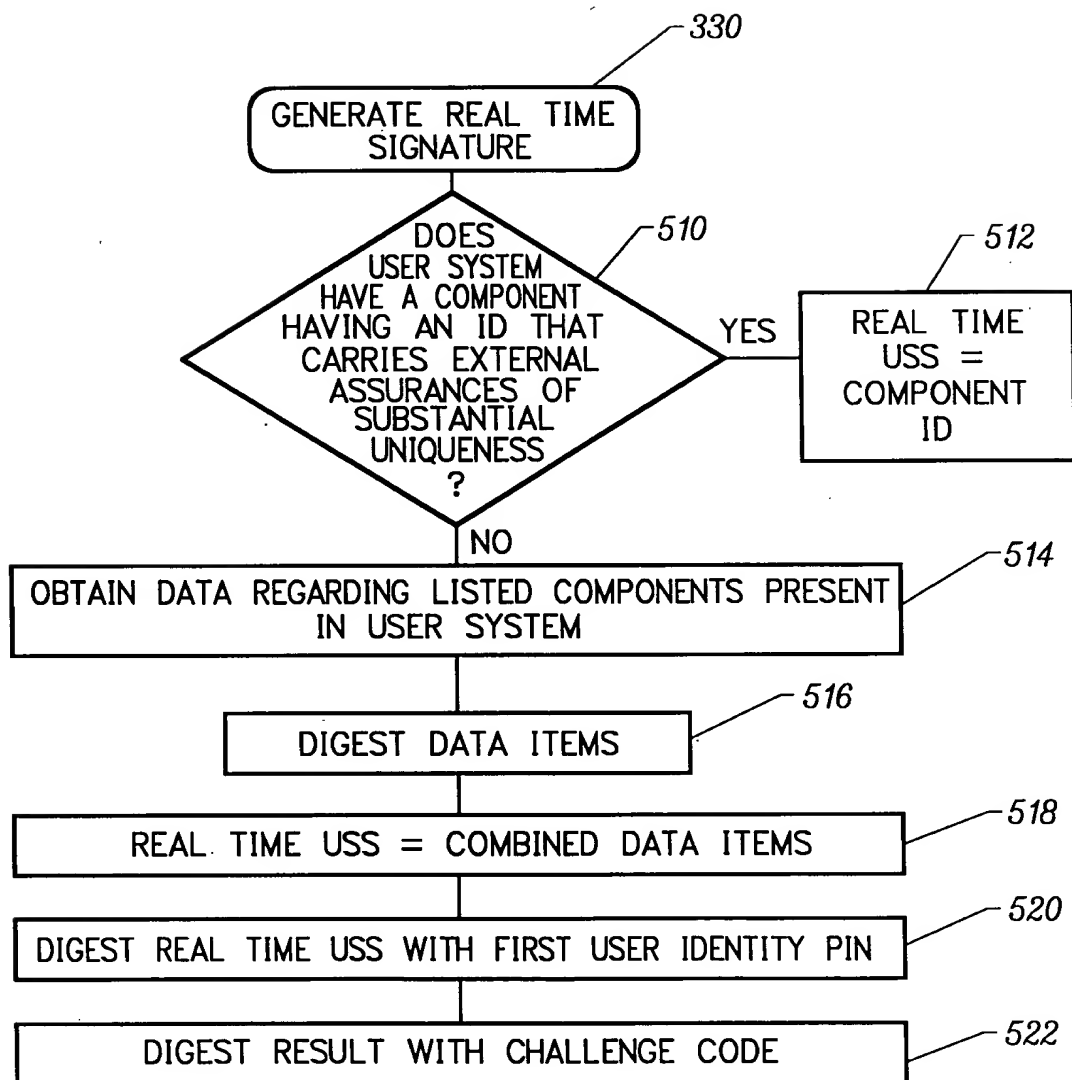 330
GENERATE REAL TIME
SIGNATURE
510
DOES
USER SYSTEM
HAVE A COMPONENT
HAVING AN ID THAT
CARRIES EXTERNAL
ASSURANCES OF
SUBSTANTIAL
UNIQUENESS
?
YES
512
REAL TIME
USS =
COMPONENT
ID
NO
514
OBTAIN DATA REGARDING LISTED COMPONENTS PRESENT
IN USER SYSTEM
516
DIGEST DATA ITEMS
518
REAL TIME USS = COMBINED DATA ITEMS
520
DIGEST REAL TIME USS WITH FIRST USER IDENTITY PIN
522
DIGEST RESULT WITH CHALLENGE CODE